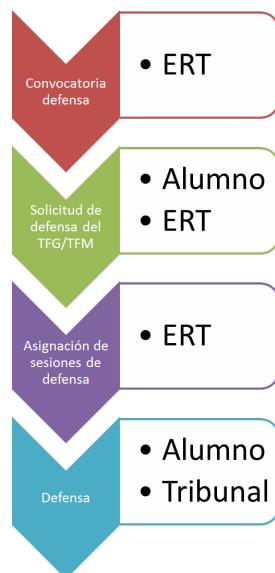 Convocatoria
defensa
• ERT
Solicitud de
defensa del
TFG/TFM
• Alumno
• ERT
Asignación de
sesiones de
defensa
• ERT
Defensa
• Alumno
• Tribunal